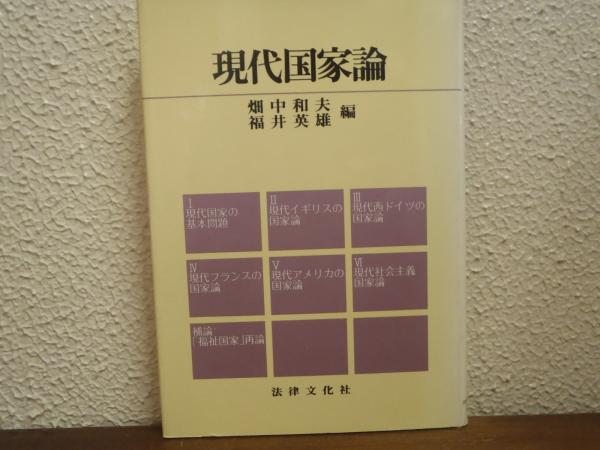 現代国家論
畑中和夫
福井英雄
編
I
現代国家の
基本問題
II
現代イギリスの
国家論
III
現代西ドイツの
国家論
IV
現代フランスの
国家論
V
現代アメリカの
国家論
VI
現代社会主義
国家論
補論・
「福祉国家」再論
法律文化社